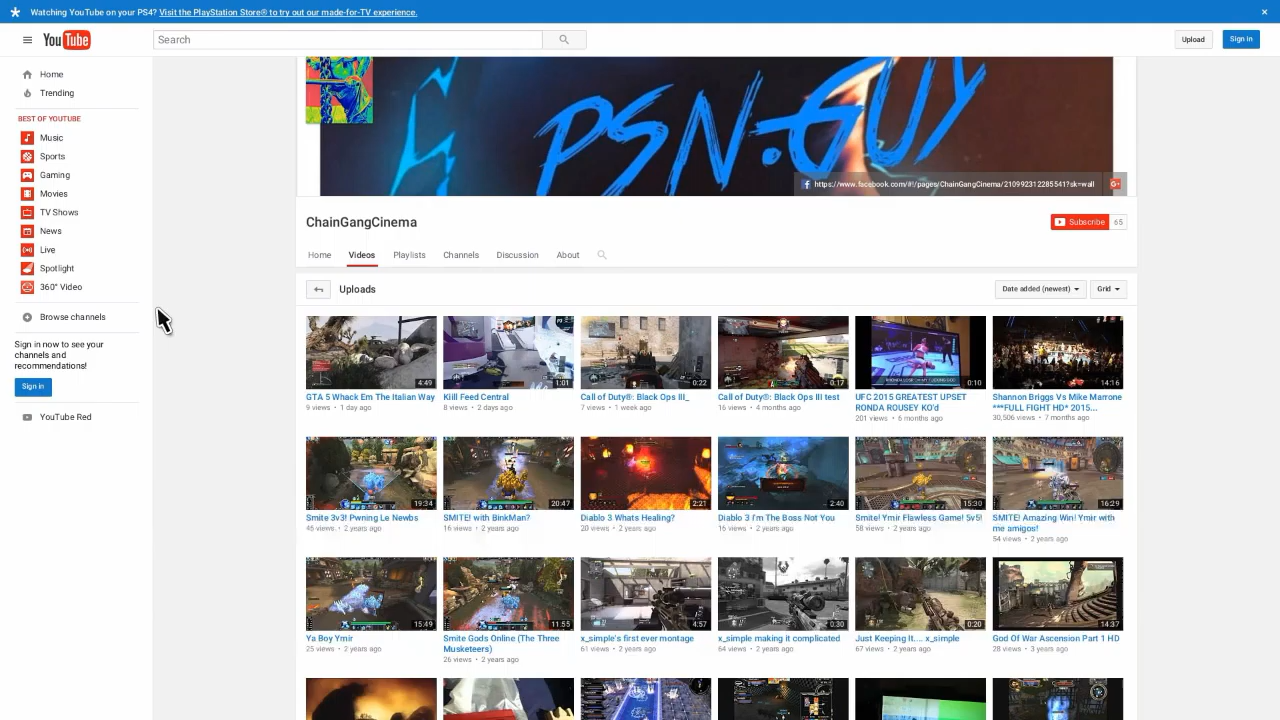 Watching YouTube on your PS4? Visit the PlayStation Store® to try out our made-for-TV experience.
×
YouTube
Search
Upload
Sign in
Home
Trending
BEST OF YOUTUBE
Music
Sports
Gaming
Movies
TV Shows
News
Live
Spotlight
360° Video
Browse channels
Sign in now to see your
channels and
recommendations!
Sign in
YouTube Red
PSN.GUY
https://www.facebook.com/#!/pages/ChainGangCinema/210992312285541?sk=wall
ChainGangCinema
Subscribe 65
Home Videos Playlists Channels Discussion About
Uploads
Date added (newest) Grid
4:49 1:01 0:22 0:17 0:10 14:16
GTA 5 Whack Em The Italian Way
9 views • 1 day ago
Kiill Feed Central
8 views • 2 days ago
Call of Duty®: Black Ops III_
7 views • 1 week ago
Call of Duty®: Black Ops III test
16 views • 4 months ago
UFC 2015 GREATEST UPSET
RONDA ROUSEY KO'd
201 views • 6 months ago
Shannon Briggs Vs Mike Marrone
***FULL FIGHT HD* 2015...
30,506 views • 7 months ago
19:34 20:47 2:21 2:40 15:30 16:29
Smite 3v3! Pwning Le Newbs
45 views • 2 years ago
SMITE! with BinkMan?
16 views • 2 years ago
Diablo 3 Whats Healing?
20 views • 2 years ago
Diablo 3 I'm The Boss Not You
16 views • 2 years ago
Smite! Ymir Flawless Game! 5v5!
58 views • 2 years ago
SMITE! Amazing Win! Ymir with
me amigos!
54 views • 2 years ago
15:49 11:55 4:57 0:30 0:20 14:37
Ya Boy Ymir
25 views • 2 years ago
Smite Gods Online (The Three
Musketeers)
26 views • 2 years ago
x_simple's first ever montage
61 views • 2 years ago
x_simple making it complicated
64 views • 2 years ago
Just Keeping It.... x_simple
67 views • 2 years ago
God Of War Ascension Part 1 HD
28 views • 3 years ago